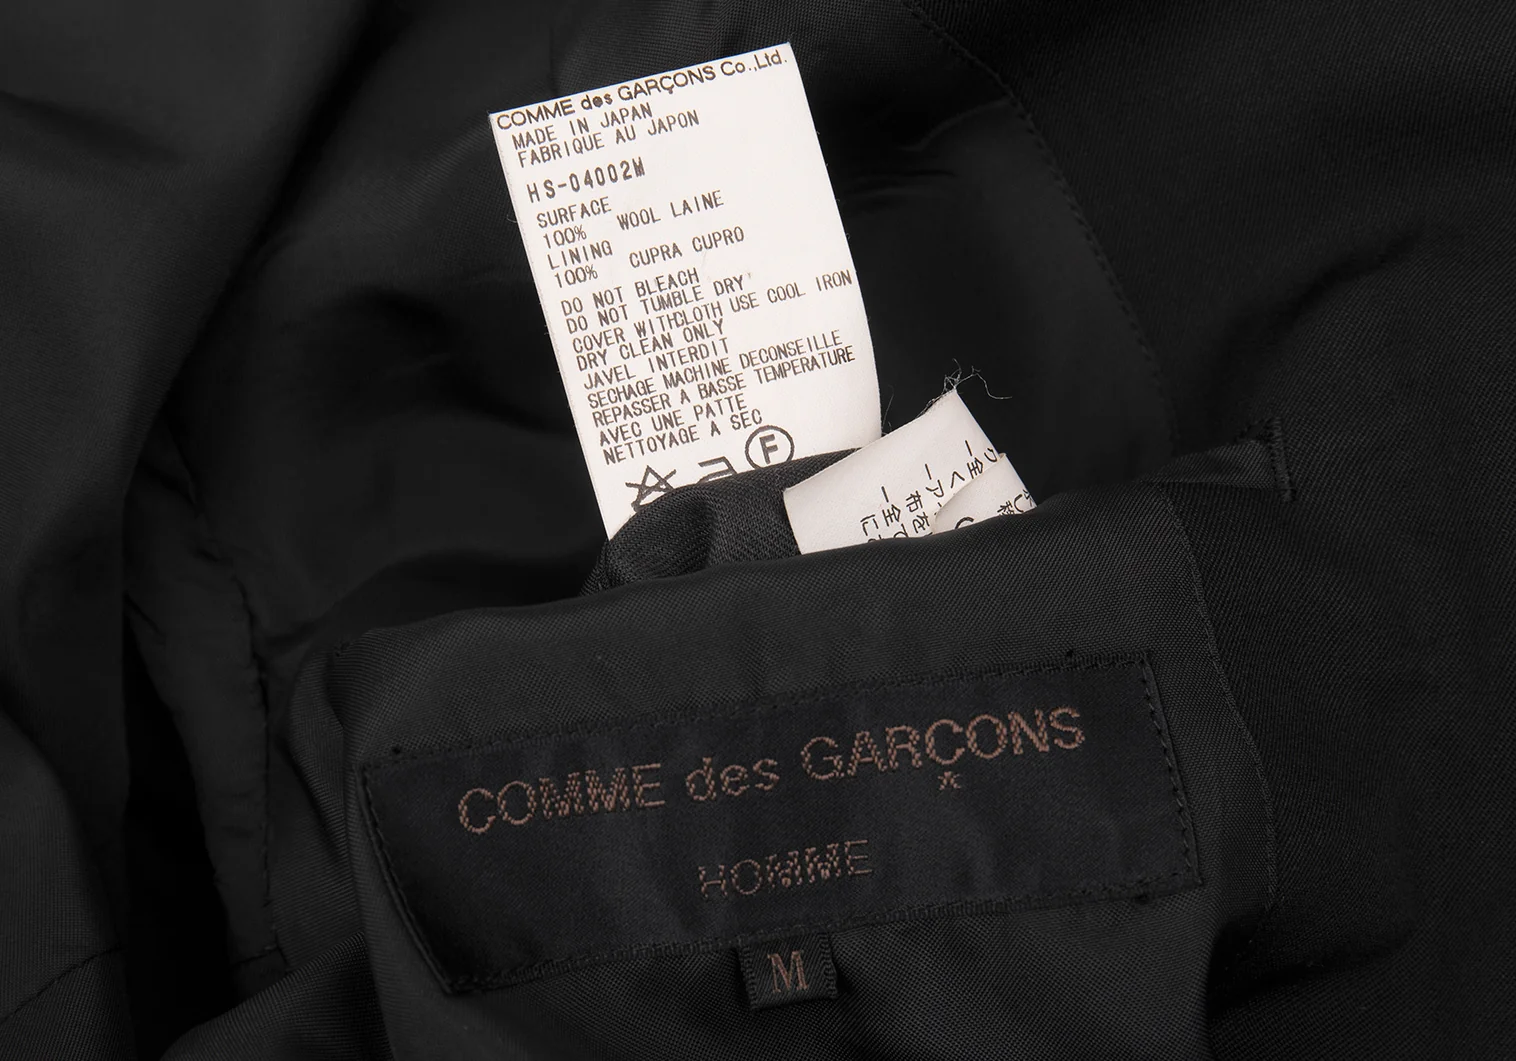 COMME des GARÇONS Co.,Ltd.
MADE IN JAPAN
FABRIQUE AU JAPON
HS-04002M
SURFACE
100% WOOL LAINE
LINING
100% CUPRA CUPRO
DO NOT BLEACH
DO NOT TUMBLE DRY
COVER WITHCLOTH USE COOL IRON
DRY CLEAN ONLY
JAVEL INTERDIT
SECHAGE MACHINE DECONSEILLE
REPASSER A BASSE TEMPERATURE
AVEC UNE PATTE
NETTOYAGE A SEC
F
COMME des GARÇONS
HOMME
M